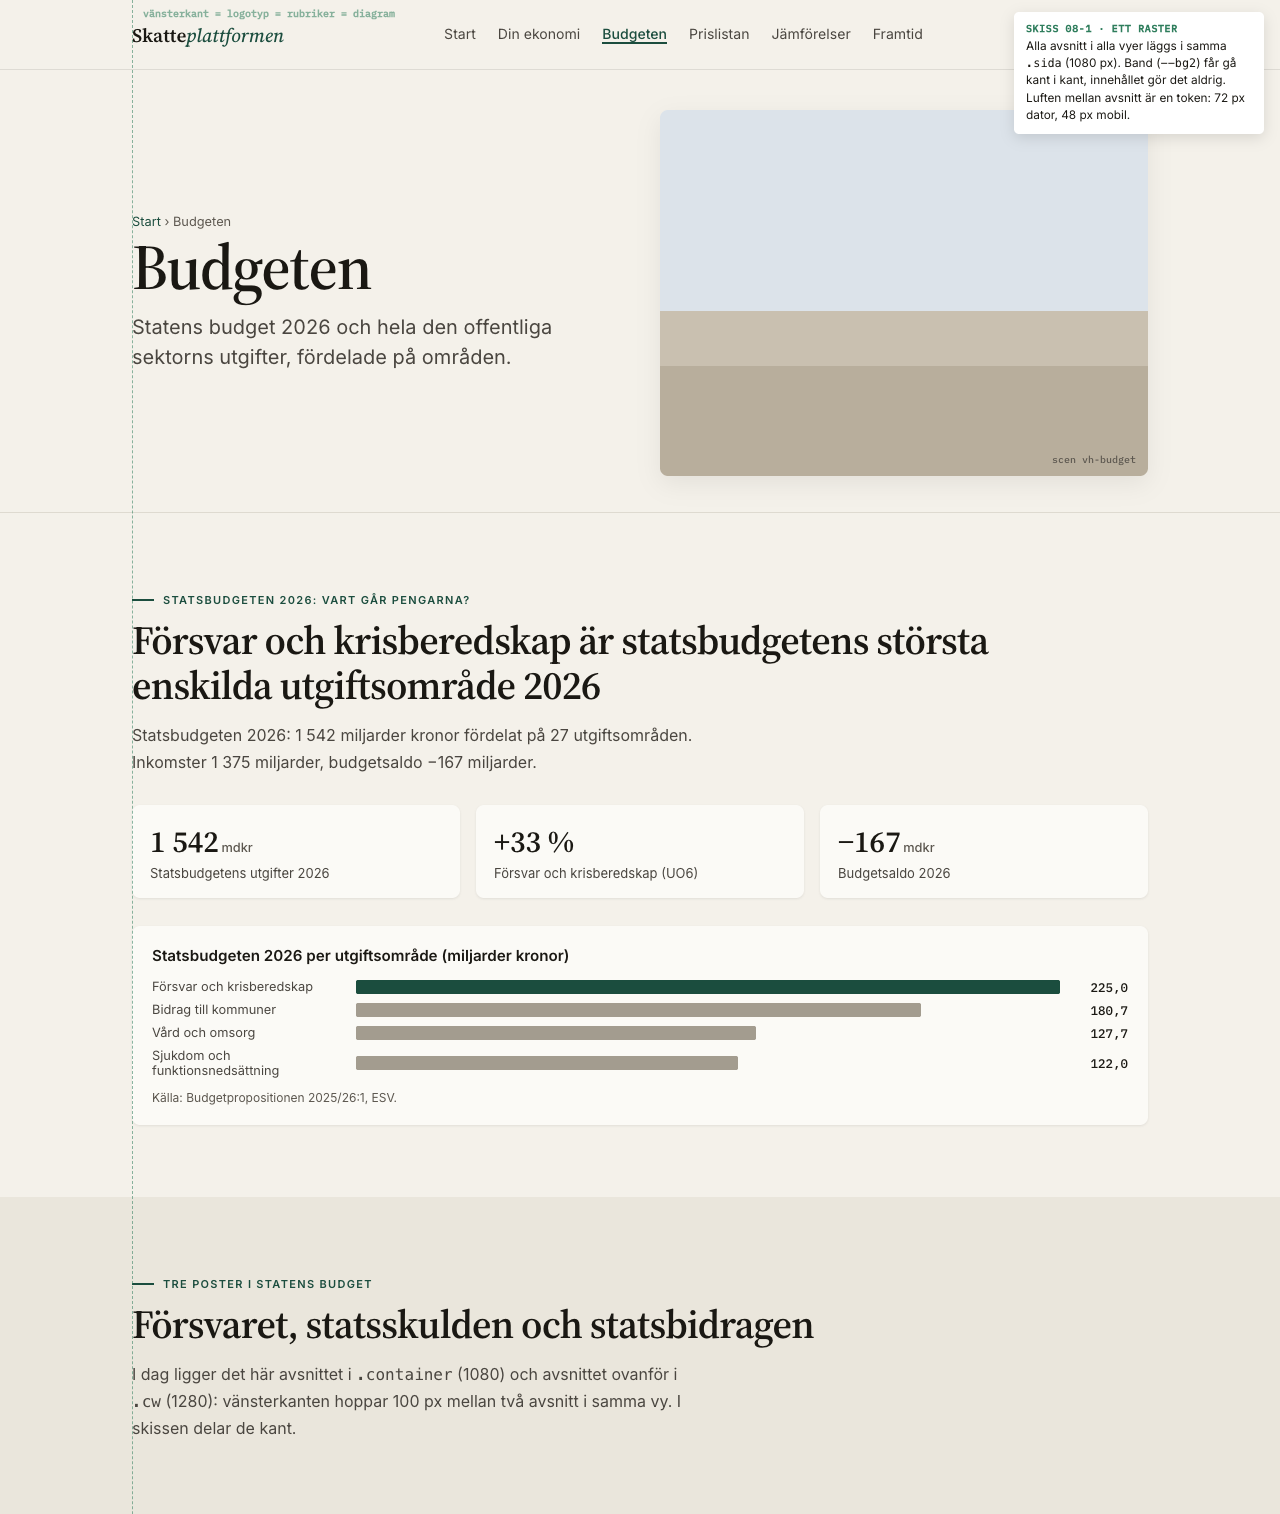 vänsterkant = logotyp = rubriker = diagram
Skatteplattformen
Start Din ekonomi Budgeten Prislistan Jämförelser Framtid
SKISS 08-1 · ETT RASTER
Alla avsnitt i alla vyer läggs i samma
.sida (1080 px). Band (--bg2) får gå
kant i kant, innehållet gör det aldrig.
Luften mellan avsnitt är en token: 72 px
dator, 48 px mobil.
Start › Budgeten
Budgeten
Statens budget 2026 och hela den offentliga
sektorns utgifter, fördelade på områden.
scen vh-budget
STATSBUDGETEN 2026: VART GÅR PENGARNA?
Försvar och krisberedskap är statsbudgetens största
enskilda utgiftsområde 2026
Statsbudgeten 2026: 1 542 miljarder kronor fördelat på 27 utgiftsområden.
Inkomster 1 375 miljarder, budgetsaldo −167 miljarder.
1 542 mdkr
Statsbudgetens utgifter 2026
+33 %
Försvar och krisberedskap (UO6)
−167 mdkr
Budgetsaldo 2026
Statsbudgeten 2026 per utgiftsområde (miljarder kronor)
Försvar och krisberedskap 225,0
Bidrag till kommuner 180,7
Vård och omsorg 127,7
Sjukdom och
funktionsnedsättning 122,0
Källa: Budgetpropositionen 2025/26:1, ESV.
TRE POSTER I STATENS BUDGET
Försvaret, statsskulden och statsbidragen
I dag ligger det här avsnittet i .container (1080) och avsnittet ovanför i
.cw (1280): vänsterkanten hoppar 100 px mellan två avsnitt i samma vy. I
skissen delar de kant.